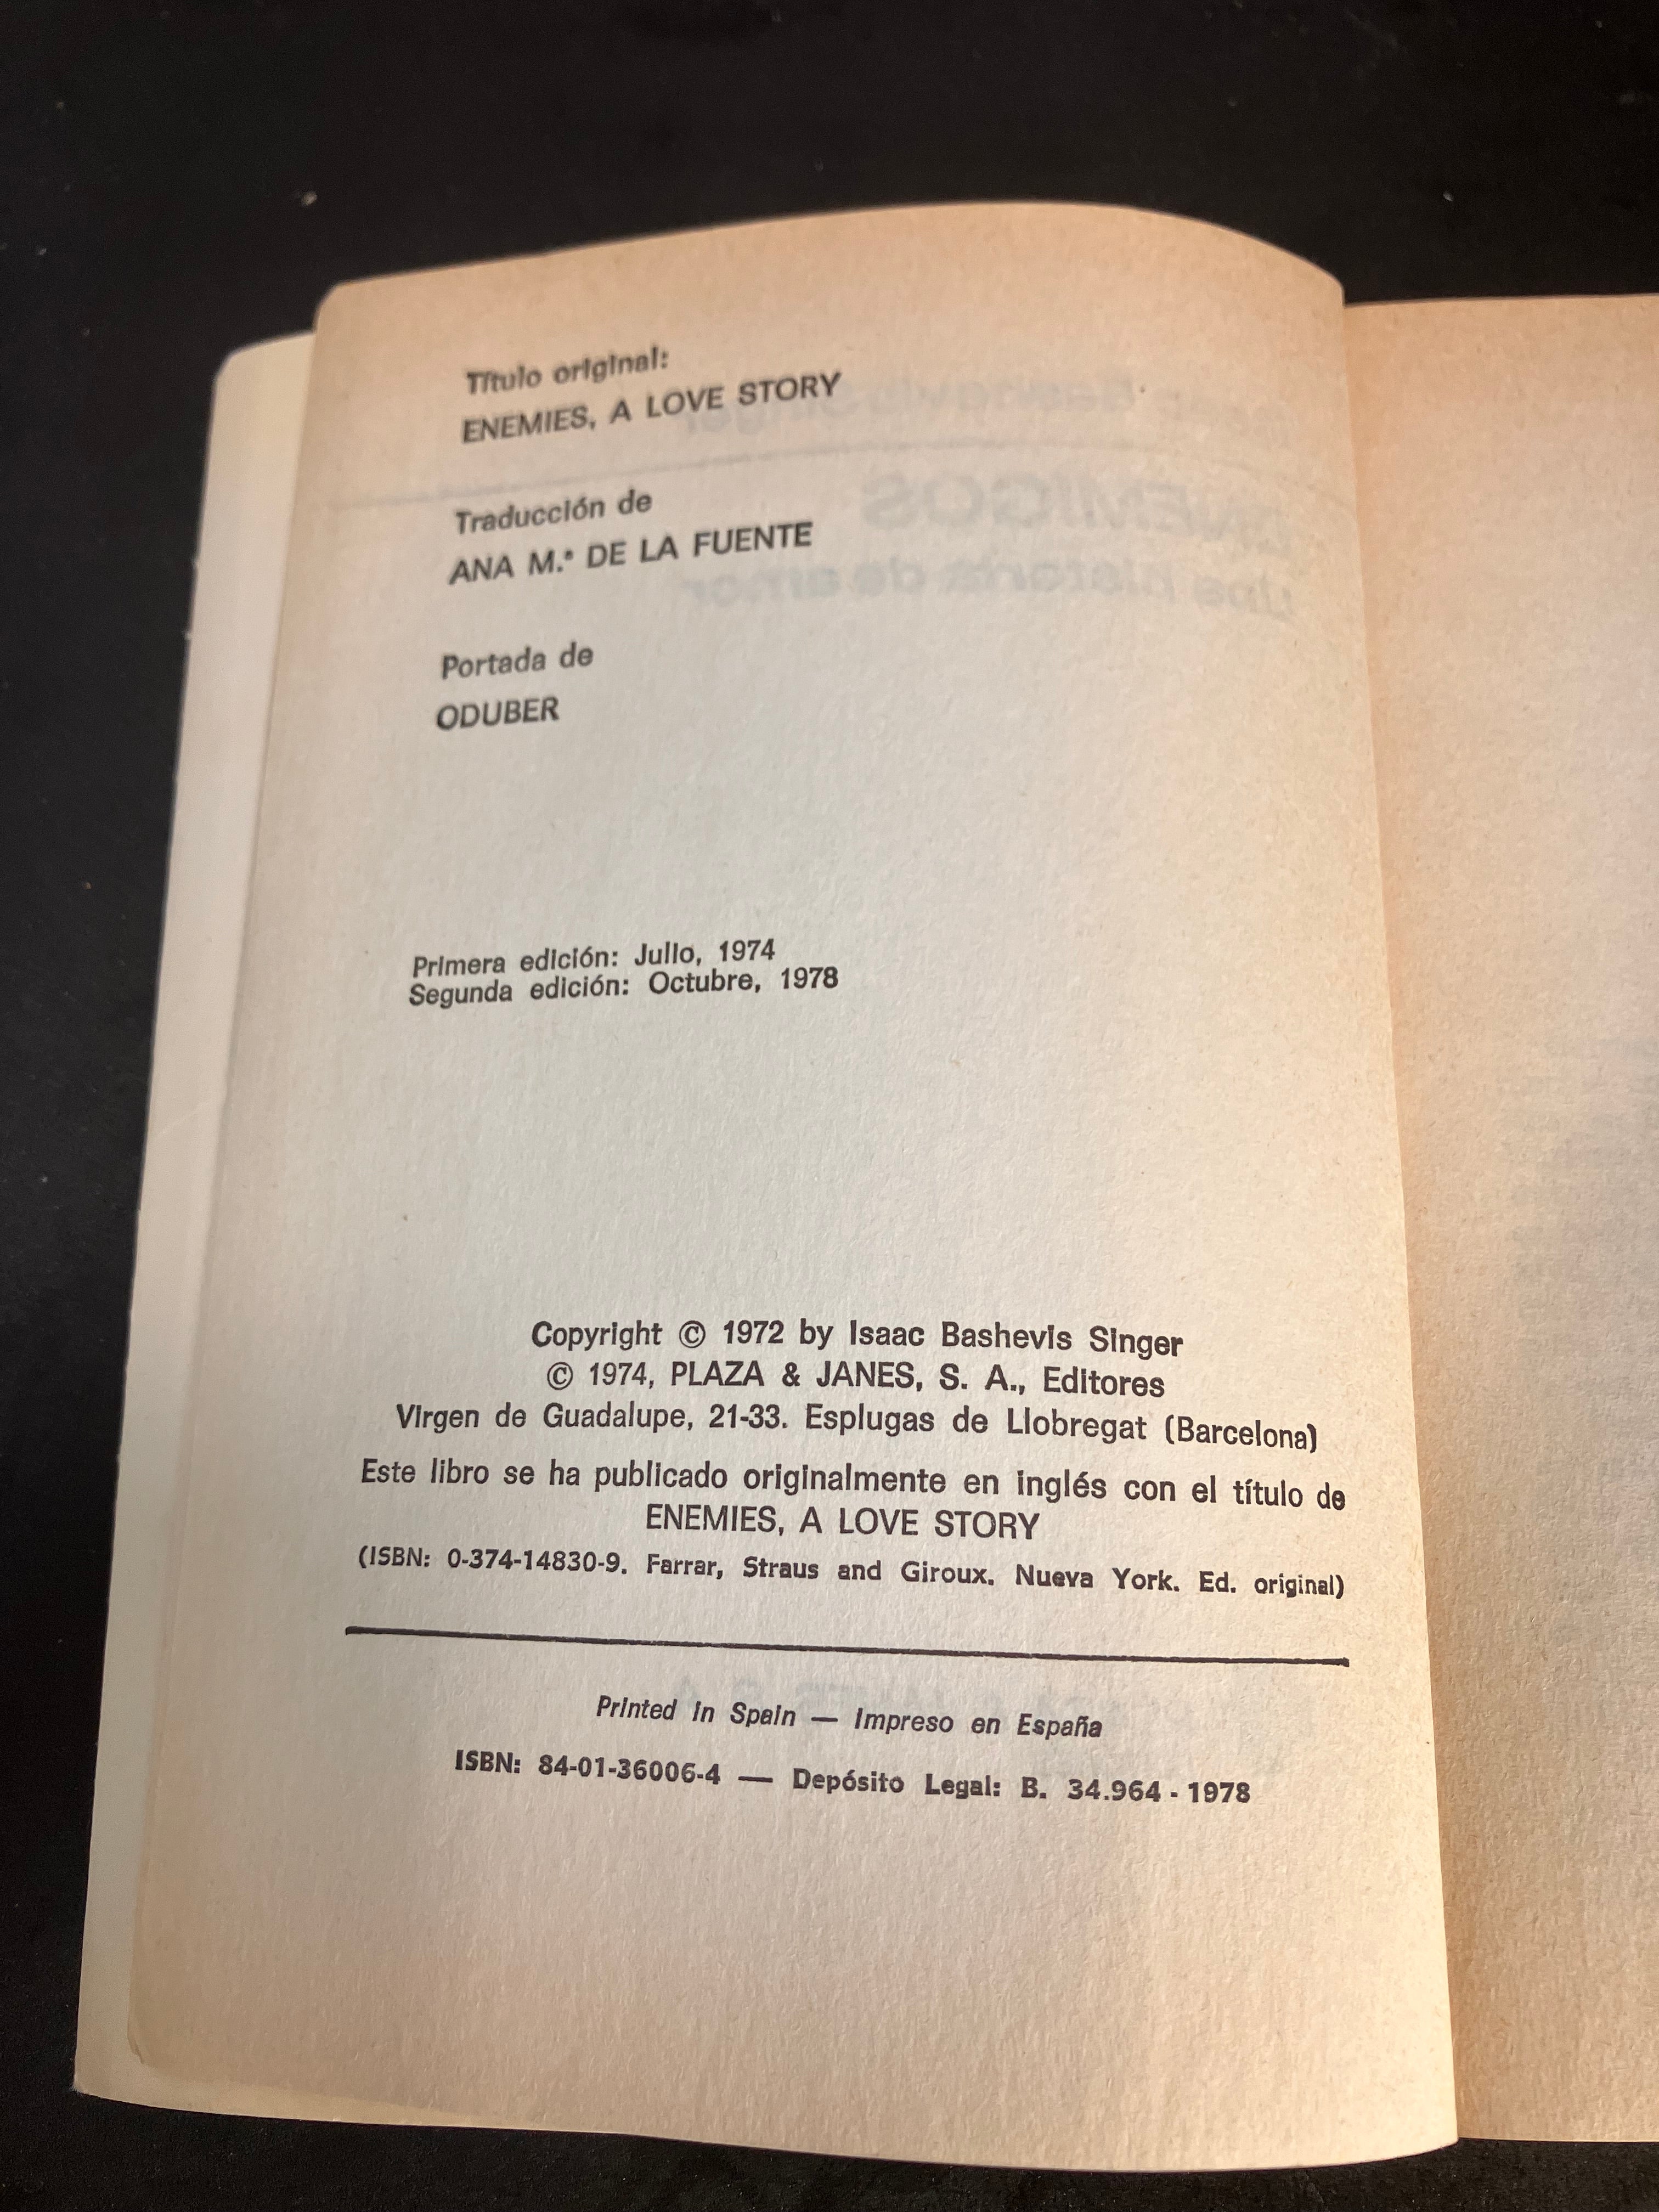 Título original:
ENEMIES, A LOVE STORY
Traducción de
ANA M.ª DE LA FUENTE
Portada de
ODUBER
Primera edición: Julio, 1974
Segunda edición: Octubre, 1978
Copyright © 1972 by Isaac Bashevis Singer
© 1974, PLAZA & JANES, S. A., Editores
Virgen de Guadalupe, 21-33. Esplugas de Llobregat (Barcelona)
Este libro se ha publicado originalmente en inglés con el título de
ENEMIES, A LOVE STORY
(ISBN: 0-374-14830-9. Farrar, Straus and Giroux. Nueva York. Ed. original)
Printed in Spain — Impreso en España
ISBN: 84-01-36006-4 — Depósito Legal: B. 34.964 - 1978